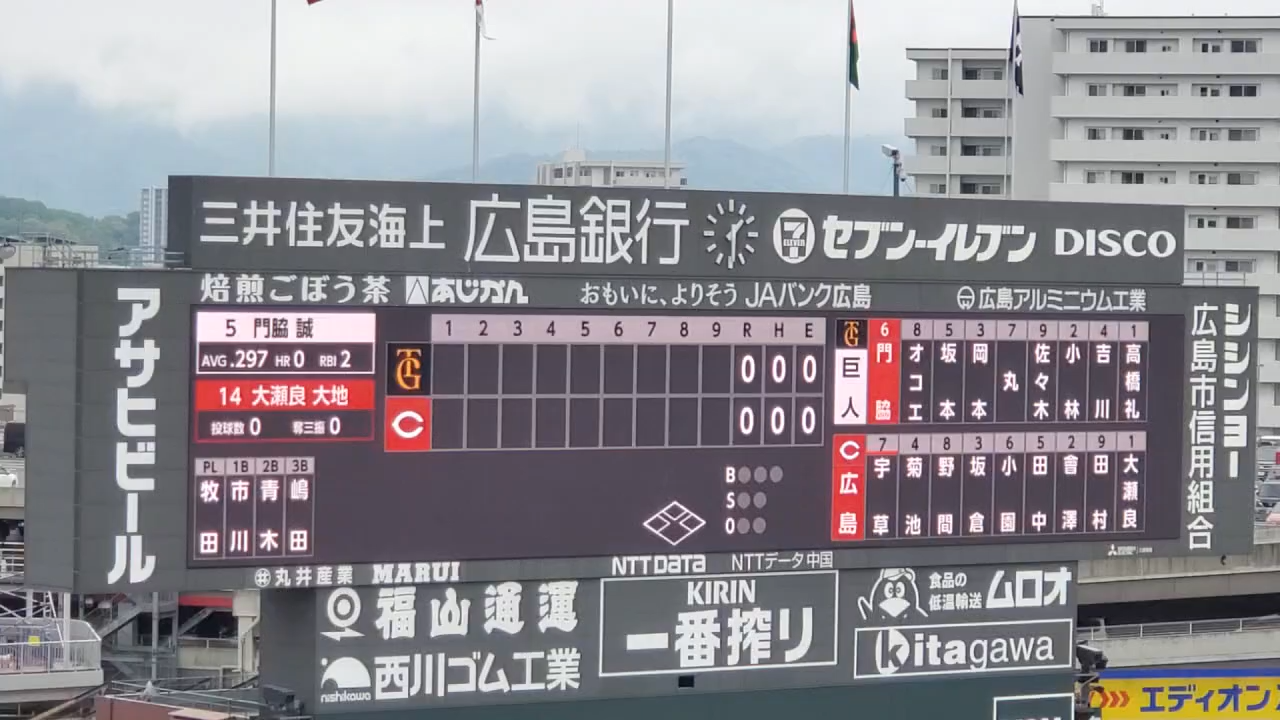 三井住友海上 広島銀行 7 ELEVEN セブン-イレブン DISCO
焙煎ごぼう茶 あじかん おもいに、よりそう JAバンク広島 広島アルミニウム工業
アサヒビール
5 門脇 誠
AVG .297 HR 0 RBI 2
14 大瀬良 大地
投球数 0 奪三振 0
PL 1B 2B 3B
牧田 市川 青木 嶋田
1 2 3 4 5 6 7 8 9 R H E
TG 0 0 0
C 0 0 0
B
S
O
巨人
6 8 5 3 7 9 2 4 1
門脇 オコエ 坂本 岡本 丸 佐々木 小林 吉川 高橋礼
C 広島
7 4 8 3 6 5 2 9 1
宇草 菊池 野間 坂倉 小園 田中 會澤 田村 大瀬良
シシンヨー
広島市信用組合
丸井産業 MARUI NTT DATA NTTデータ中国
福山通運
nishikawa 西川ゴム工業
KIRIN
一番搾り
食品の
低温輸送 ムロオ
kitagawa
エディオン